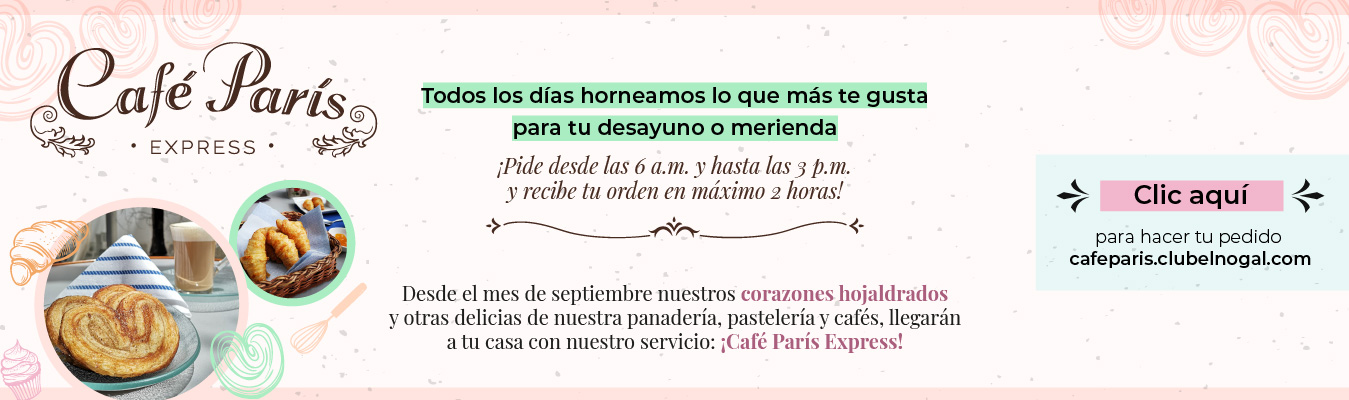 Café París
• EXPRESS •
Todos los días horneamos lo que más te gusta
para tu desayuno o merienda
¡Pide desde las 6 a.m. y hasta las 3 p.m.
y recibe tu orden en máximo 2 horas!
Desde el mes de septiembre nuestros corazones hojaldrados
y otras delicias de nuestra panadería, pastelería y cafés, llegarán
a tu casa con nuestro servicio: ¡Café París Express!
Clic aquí
para hacer tu pedido
cafeparis.clubelnogal.com